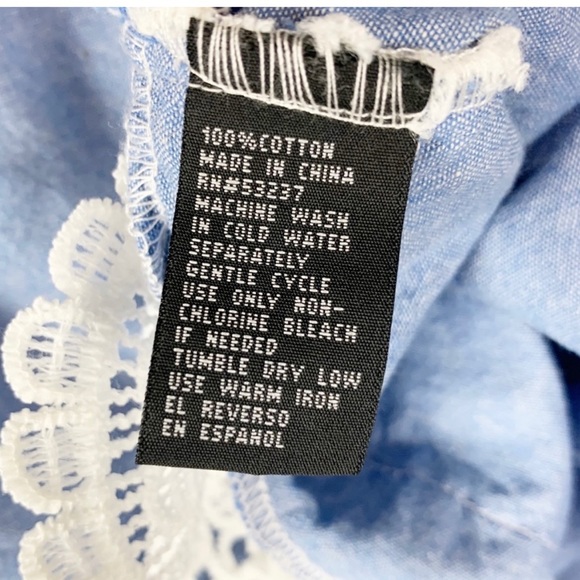 100%COTTON
MADE IN CHINA
RN#53237
MACHINE WASH
IN COLD WATER
SEPARATELY
GENTLE CYCLE
USE ONLY NON-
CHLORINE BLEACH
IF NEEDED
TUMBLE DRY LOW
USE WARM IRON
EL REVERSO
EN ESPANOL